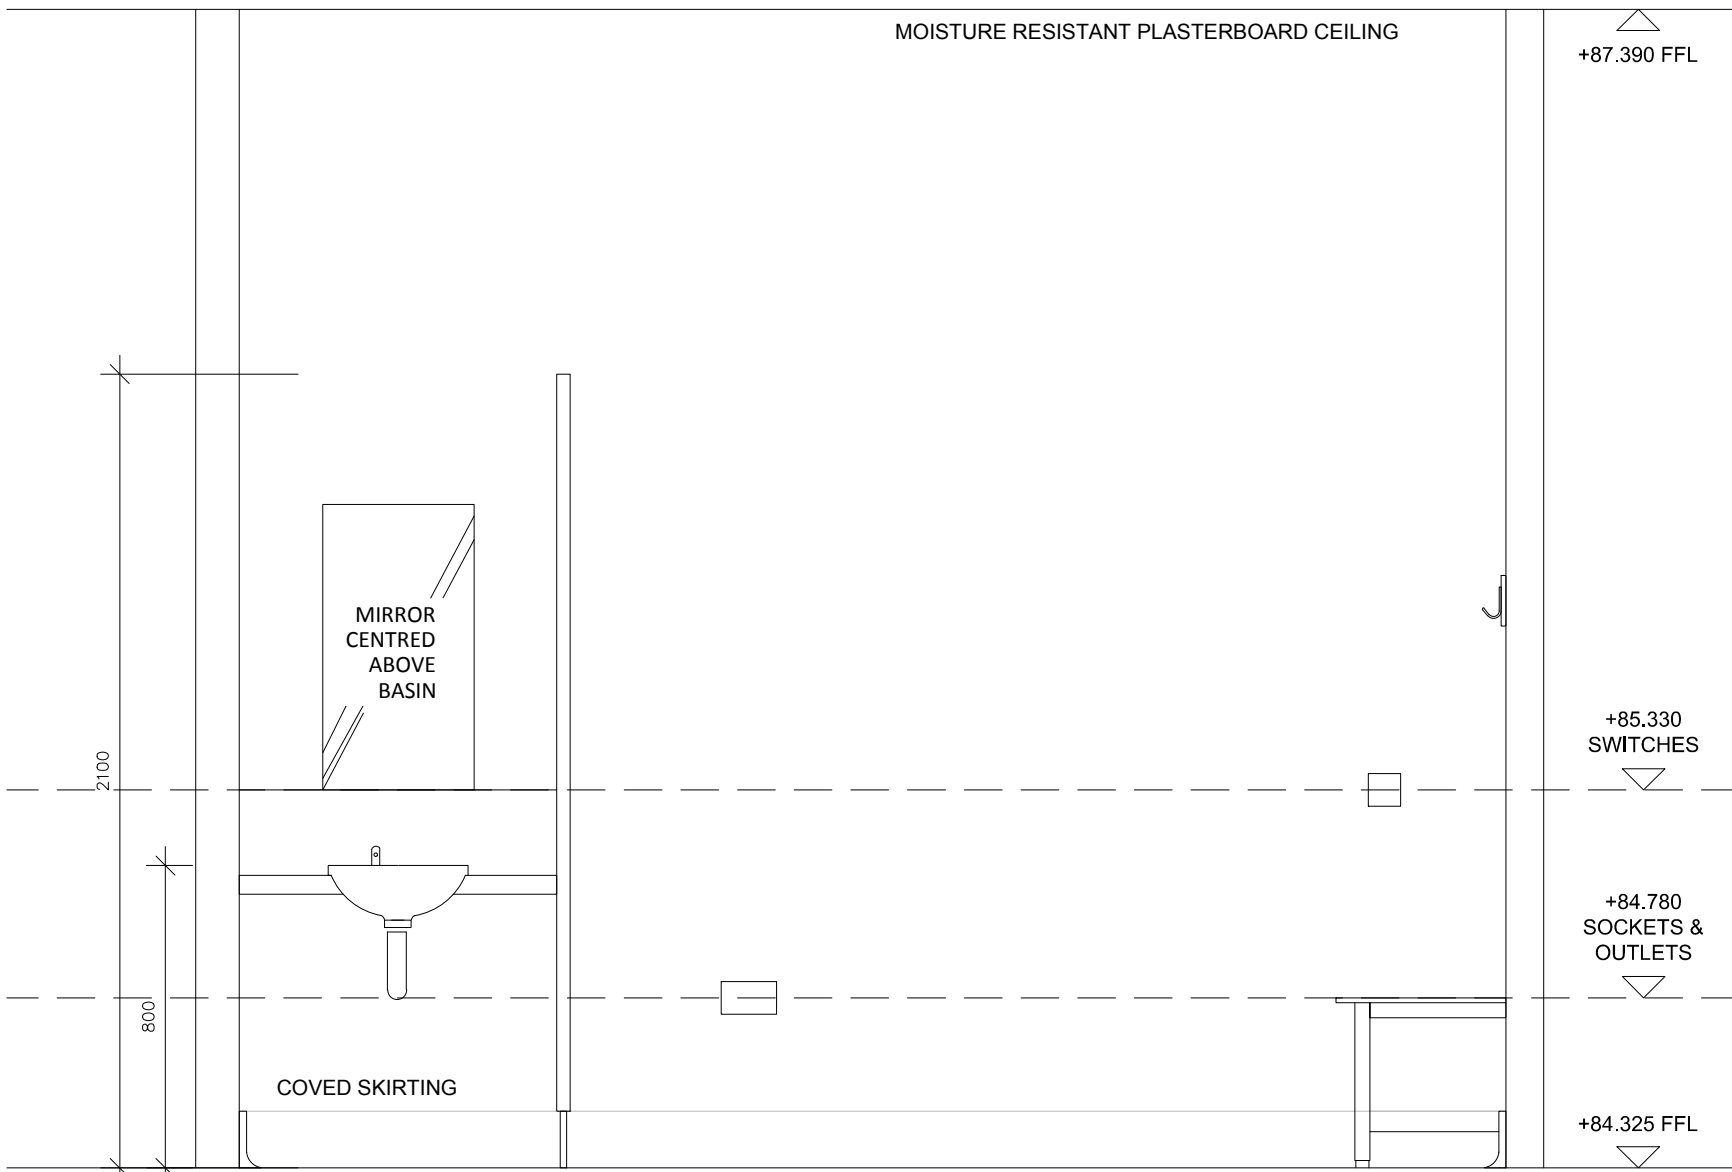 MOISTURE RESISTANT PLASTERBOARD CEILING
+87.390 FFL
MIRROR
CENTRED
ABOVE
BASIN
+85.330
SWITCHES
2100
+84.780
SOCKETS &
OUTLETS
800
COVED SKIRTING
+84.325 FFL